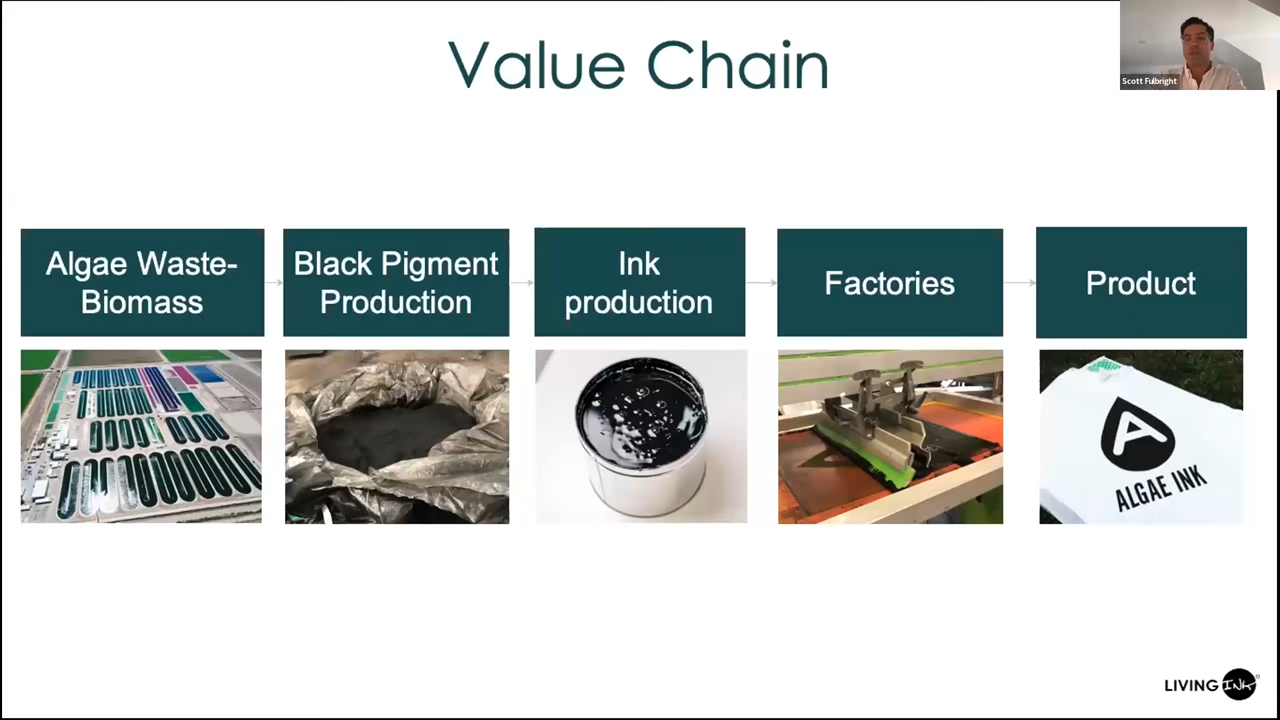 Value Chain
Scott Fulbright
Algae Waste-
Biomass
Black Pigment
Production
Ink
production
Factories
Product
A
ALGAE INK
LIVING INK